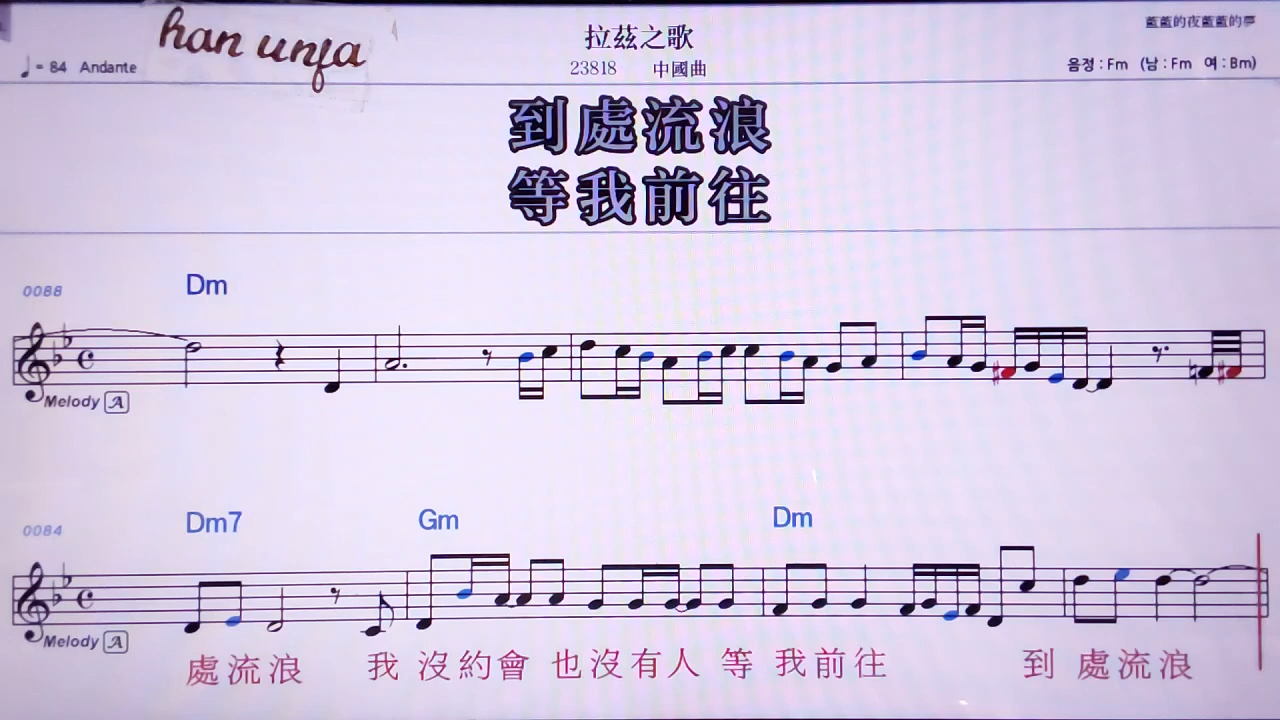 han unfa
拉茲之歌
藍藍的夜藍藍的夢
♩= 84 Andante
23818 中國曲
음정 : Fm (남 : Fm 여 : Bm)
到處流浪
等我前往
0088
Dm
Melody A
0084
Dm7 Gm Dm
Melody A
處流浪 我 沒約會 也沒有人 等 我前往 到 處流浪